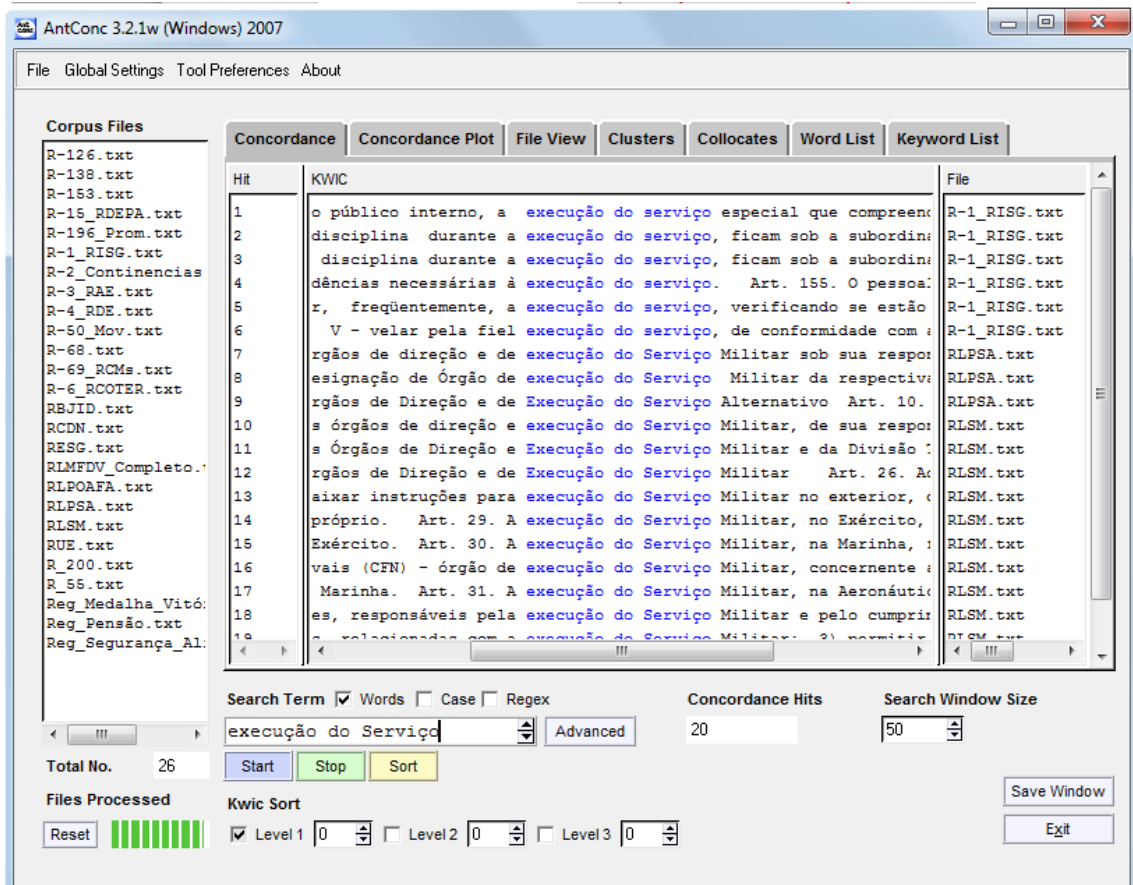 AntConc 3.2.1w (Windows) 2007
File Global Settings Tool Preferences About
Corpus Files
R-126.txt
R-138.txt
R-153.txt
R-15_RDEPA.txt
R-196_Prom.txt
R-1_RISG.txt
R-2_Continencias
R-3_RAE.txt
R-4_RDE.txt
R-50_Mov.txt
R-68.txt
R-69_RCMs.txt
R-6_RCOTER.txt
RBJID.txt
RCDN.txt
RESG.txt
RLMFDV_Completo.
RLPOAFA.txt
RLPSA.txt
RLSM.txt
RUE.txt
R_200.txt
R_55.txt
Reg_Medalha_Vitó
Reg_Pensão.txt
Reg_Segurança_Al
Total No. 26
Files Processed
Reset
Concordance Concordance Plot File View Clusters Collocates Word List Keyword List
Hit KWIC File
1 o público interno, a execução do serviço especial que compreen R-1_RISG.txt
2 disciplina durante a execução do serviço, ficam sob a subordin R-1_RISG.txt
3 disciplina durante a execução do serviço, ficam sob a subordin R-1_RISG.txt
4 dências necessárias à execução do serviço. Art. 155. O pessoa R-1_RISG.txt
5 r, freqüentemente, a execução do serviço, verificando se estão R-1_RISG.txt
6 V - velar pela fiel execução do serviço, de conformidade com a R-1_RISG.txt
7 rgãos de direção e de execução do Serviço Militar sob sua respo RLPSA.txt
8 esignação de Órgão de execução do Serviço Militar da respectiv RLPSA.txt
9 rgãos de Direção e de Execução do Serviço Alternativo Art. 10. RLPSA.txt
10 s órgãos de direção e execução do Serviço Militar, de sua respo RLSM.txt
11 s Órgãos de Direção e Execução do Serviço Militar e da Divisão RLSM.txt
12 rgãos de Direção e de Execução do Serviço Militar Art. 26. A RLSM.txt
13 aixar instruções para execução do Serviço Militar no exterior, RLSM.txt
14 próprio. Art. 29. A execução do Serviço Militar, no Exército, RLSM.txt
15 Exército. Art. 30. A execução do Serviço Militar, na Marinha, RLSM.txt
16 vais (CFN) - órgão de execução do Serviço Militar, concernente a RLSM.txt
17 Marinha. Art. 31. A execução do Serviço Militar, na Aeronáuti RLSM.txt
18 es, responsáveis pela execução do Serviço Militar e pelo cumpri RLSM.txt
19 s, relacionadas com a execução do Serviço Militar; 3) permitir RLSM.txt
Search Term Words Case Regex Concordance Hits Search Window Size
execução do Serviço Advanced 20 50
Start Stop Sort
Kwic Sort
Level 1 0 Level 2 0 Level 3 0
Save Window
Exit